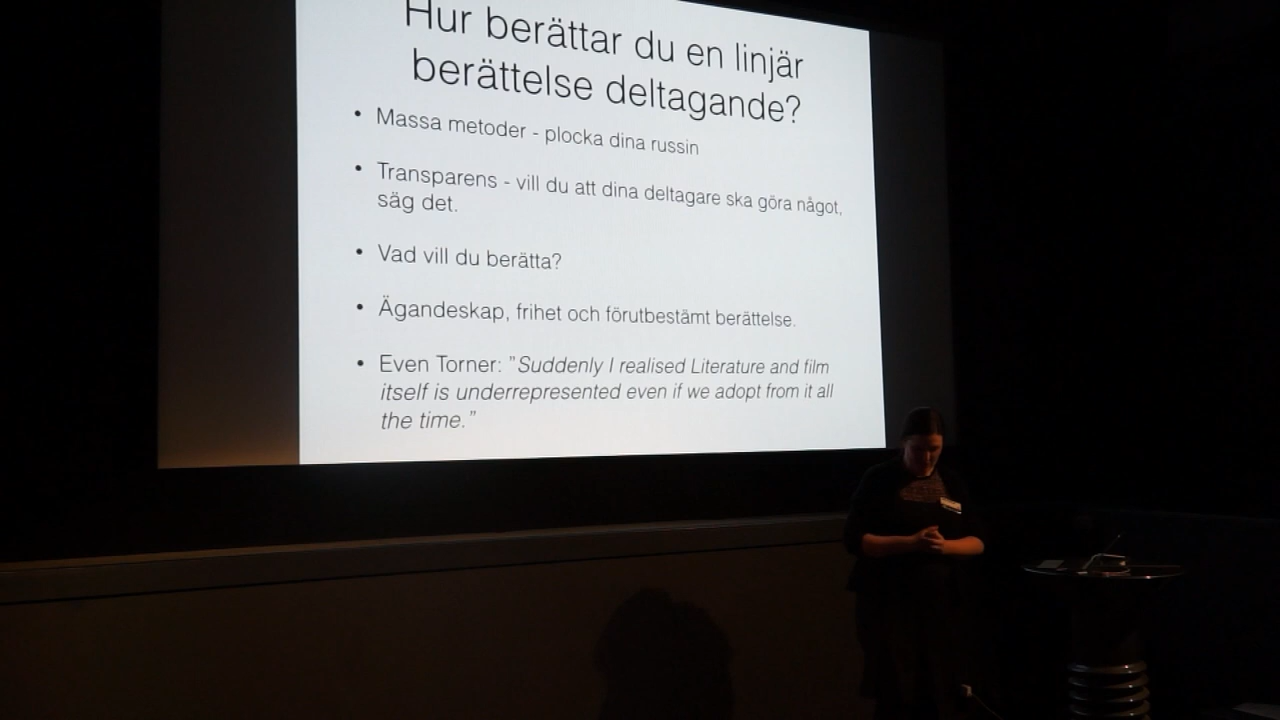 Hur berättar du en linjär
berättelse deltagande?
• Massa metoder - plocka dina russin
• Transparens - vill du att dina deltagare ska göra något,
säg det.
• Vad vill du berätta?
• Ägandeskap, frihet och förutbestämt berättelse.
• Even Torner: ”Suddenly I realised Literature and film
itself is underrepresented even if we adopt from it all
the time.”